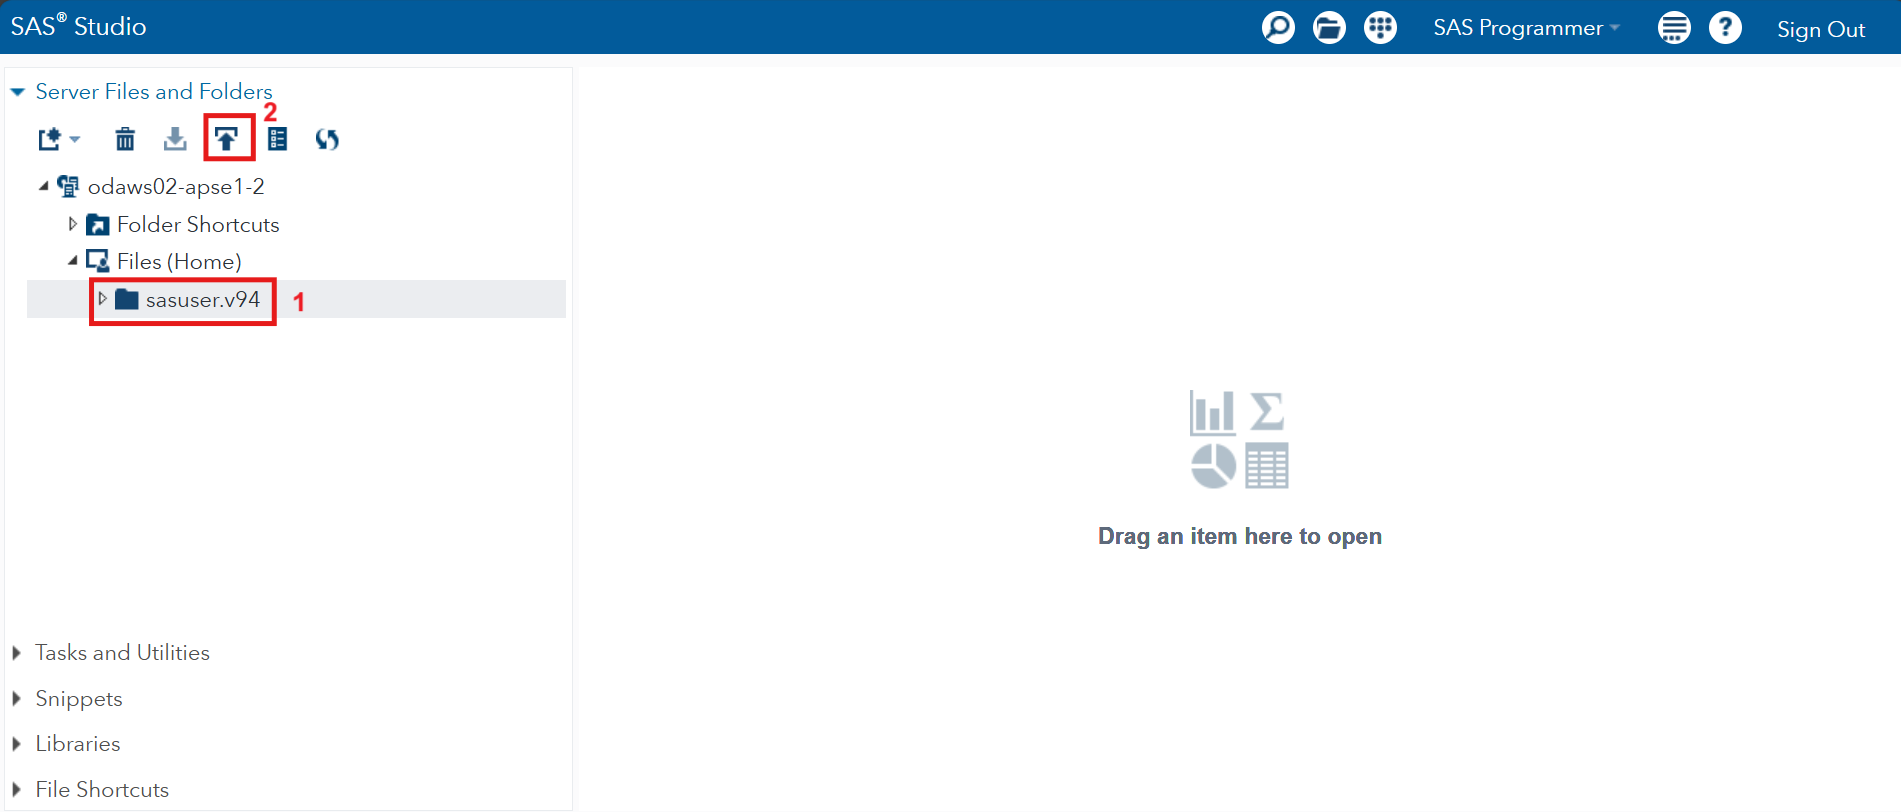 SAS® Studio
SAS Programmer
Sign Out
Server Files and Folders
2
odaws02-apse1-2
Folder Shortcuts
Files (Home)
sasuser.v94
1
Drag an item here to open
Tasks and Utilities
Snippets
Libraries
File Shortcuts